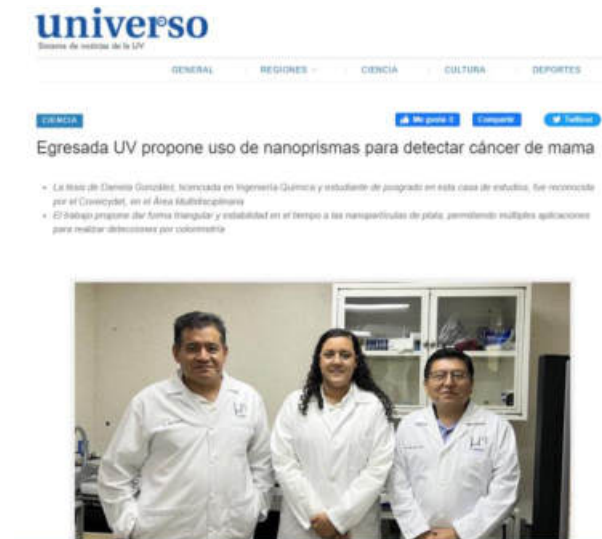 universo
Sistema de noticias de la UV
GENERAL REGIONES CIENCIA CULTURA DEPORTES
CIENCIA Me gusta 0 Compartir Twittear
Egresada UV propone uso de nanoprismas para detectar cáncer de mama
La tesis de Daniela González, licenciada en Ingeniería Química y estudiante de posgrado en esta casa de estudios, fue reconocida
por el Coveicydet, en el Área Multidisciplinaria
El trabajo propone dar forma triangular y estabilidad en el tiempo a las nanopartículas de plata, permitiendo múltiples aplicaciones
para realizar detecciones por colorimetría